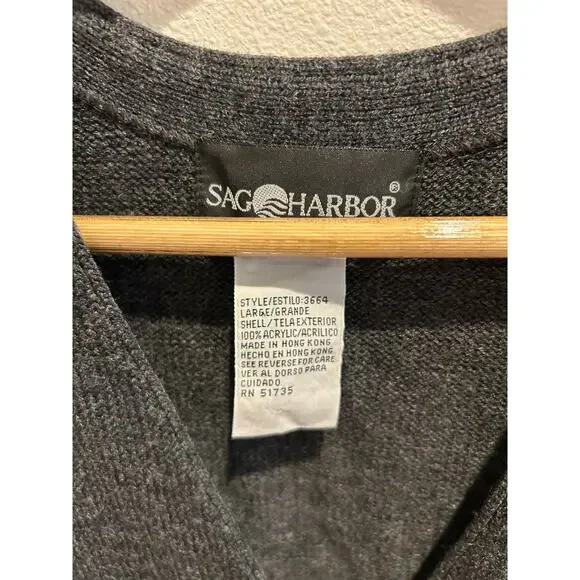 SAG HARBOR®
STYLE/ESTILO:3664
LARGE/GRANDE
SHELL/TELA EXTERIOR
100% ACRYLIC/ACRILICO
MADE IN HONG KONG
HECHO EN HONG KONG
SEE REVERSE FOR CARE
VER AL DORSO PARA
CUIDADO
RN 51735